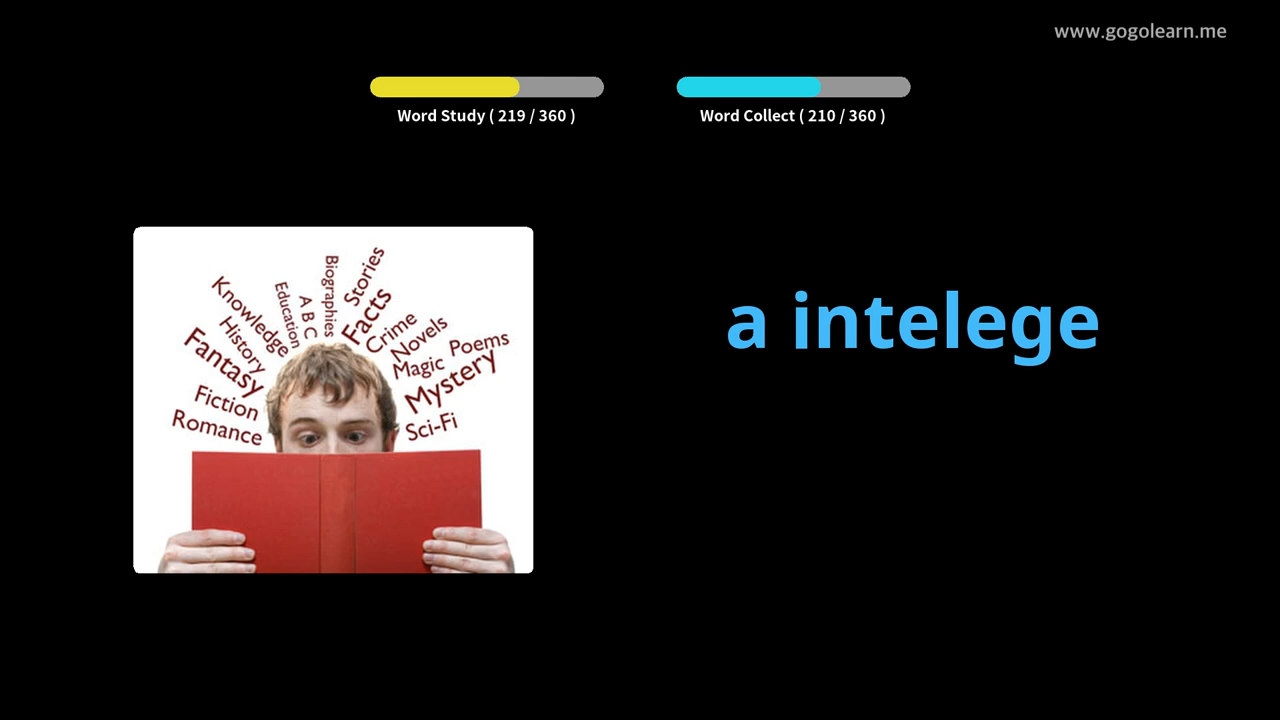 www.gogolearn.me
Word Study ( 219 / 360 )
Word Collect ( 210 / 360 )
a intelege
Biographies
Stories
Education
A B C
Facts
Knowledge
History
Crime
Novels
Fantasy
Magic
Poems
Mystery
Fiction
Romance
Sci-Fi